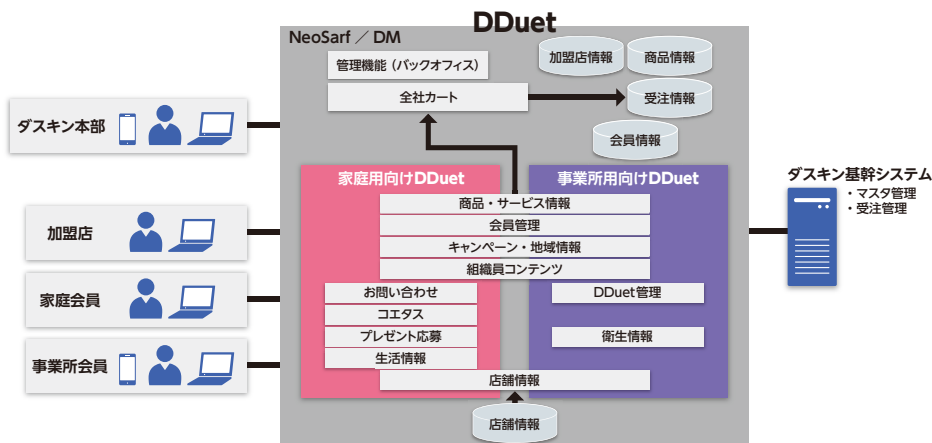 DDuet
NeoSarf ／ DM
管理機能（バックオフィス）
全社カート
加盟店情報
商品情報
受注情報
会員情報
ダスキン本部
加盟店
家庭会員
事業所会員
家庭用向けDDuet
事業所用向けDDuet
商品・サービス情報
会員管理
キャンペーン・地域情報
組織員コンテンツ
お問い合わせ
コエタス
プレゼント応募
生活情報
DDuet管理
衛生情報
店舗情報
店舗情報
ダスキン基幹システム
・マスタ管理
・受注管理